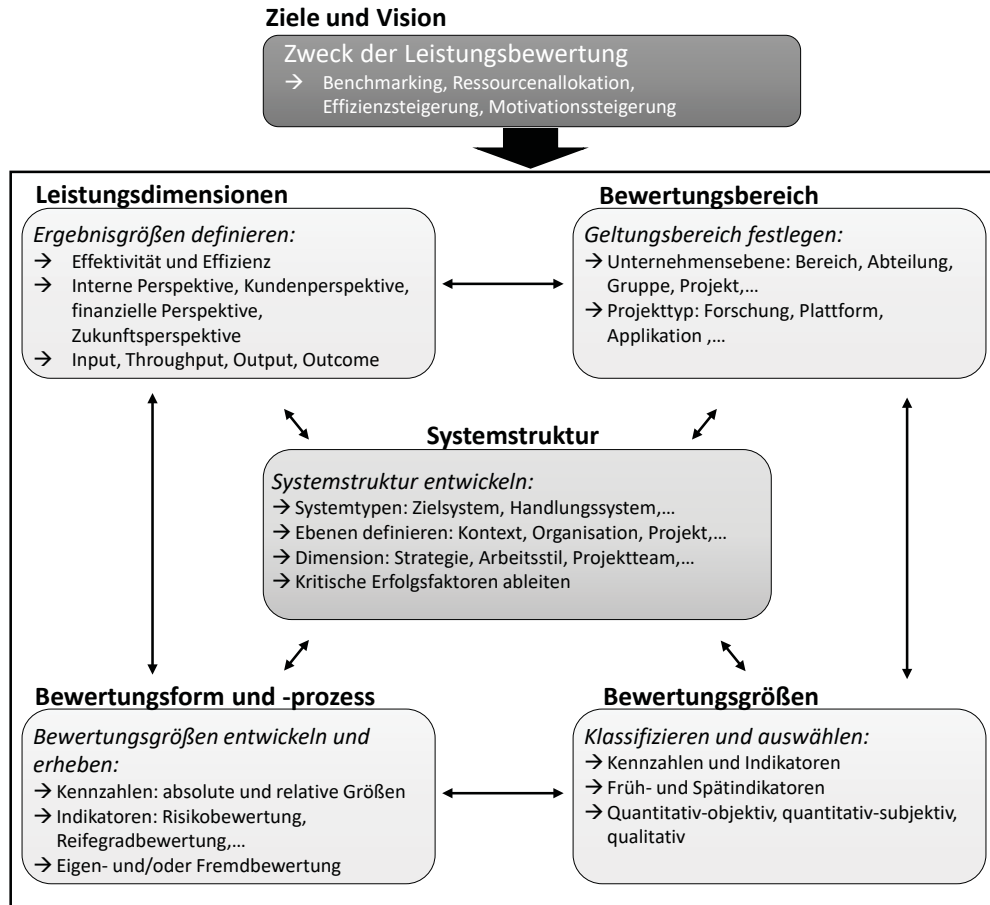 Ziele und Vision
Zweck der Leistungsbewertung
→ Benchmarking, Ressourcenallokation,
Effizienzsteigerung, Motivationssteigerung
Leistungsdimensionen
Ergebnisgrößen definieren:
→ Effektivität und Effizienz
→ Interne Perspektive, Kundenperspektive,
finanzielle Perspektive,
Zukunftsperspektive
→ Input, Throughput, Output, Outcome
Bewertungsbereich
Geltungsbereich festlegen:
→ Unternehmensebene: Bereich, Abteilung,
Gruppe, Projekt,...
→ Projekttyp: Forschung, Plattform,
Applikation ,...
Systemstruktur
Systemstruktur entwickeln:
→ Systemtypen: Zielsystem, Handlungssystem,...
→ Ebenen definieren: Kontext, Organisation, Projekt,...
→ Dimension: Strategie, Arbeitsstil, Projektteam,...
→ Kritische Erfolgsfaktoren ableiten
Bewertungsform und -prozess
Bewertungsgrößen entwickeln und
erheben:
→ Kennzahlen: absolute und relative Größen
→ Indikatoren: Risikobewertung,
Reifegradbewertung,...
→ Eigen- und/oder Fremdbewertung
Bewertungsgrößen
Klassifizieren und auswählen:
→ Kennzahlen und Indikatoren
→ Früh- und Spätindikatoren
→ Quantitativ-objektiv, quantitativ-subjektiv,
qualitativ